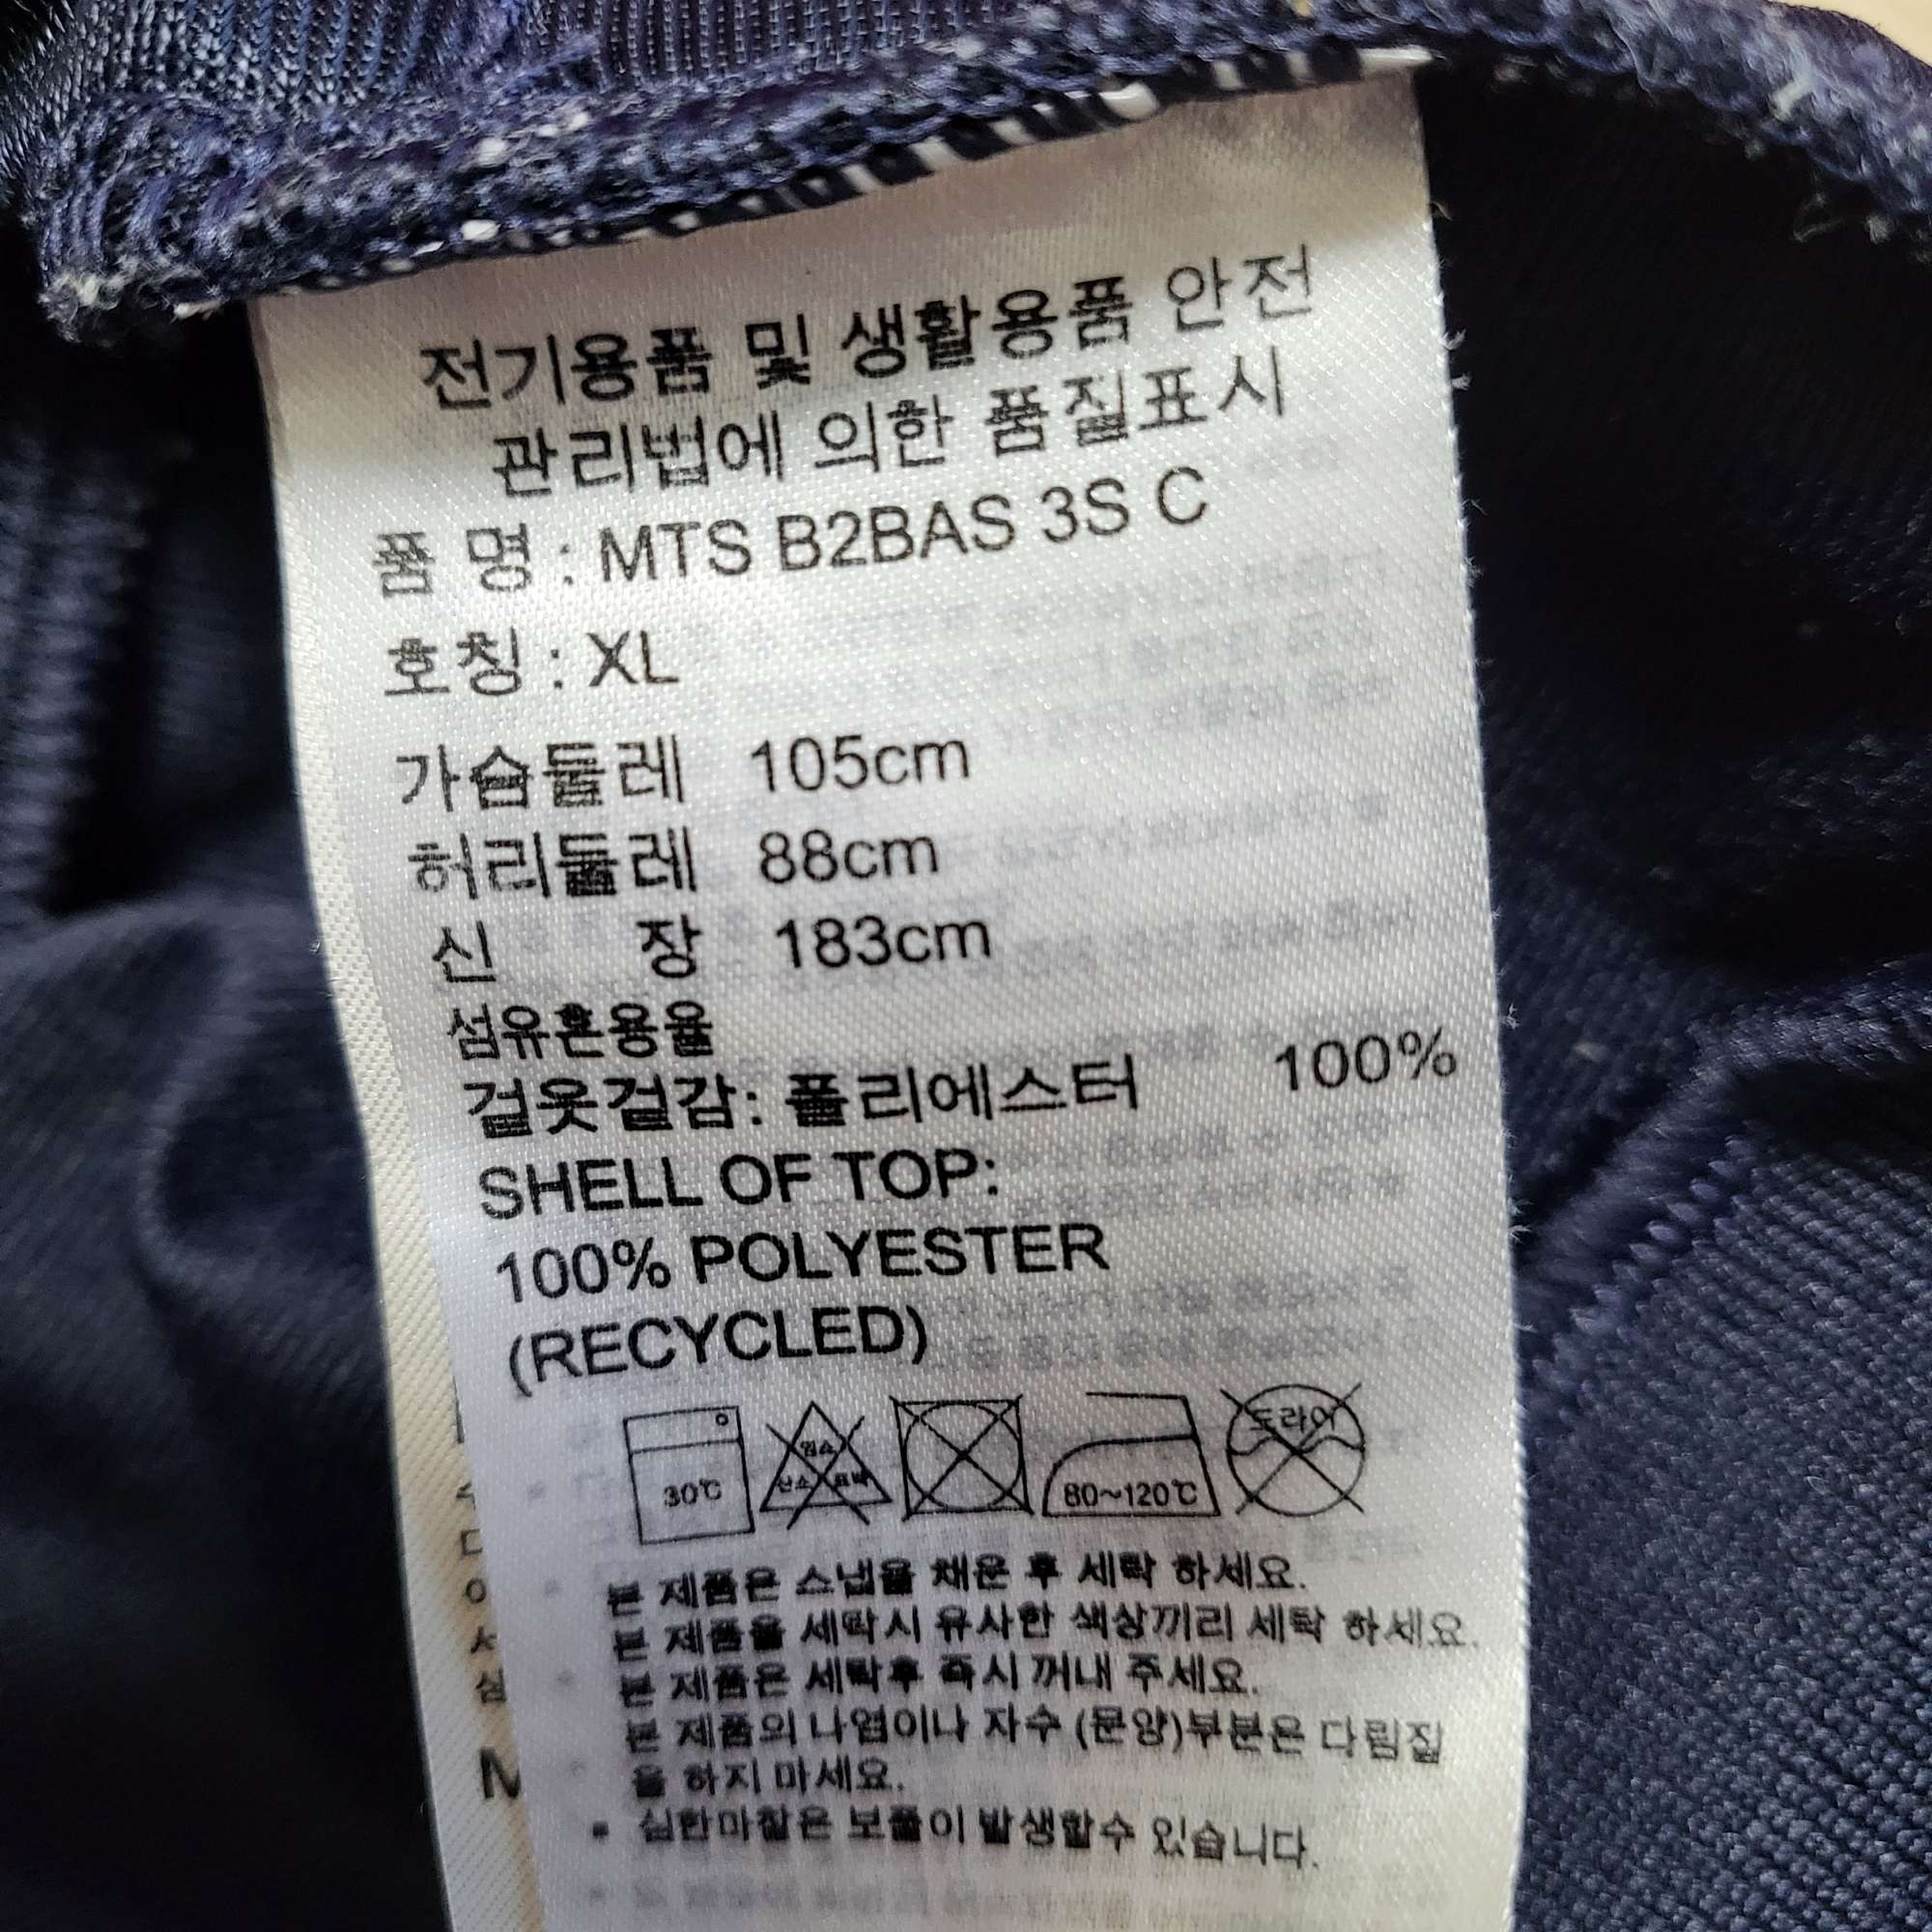 전기용품 및 생활용품 안전
관리법에 의한 품질표시
품 명 : MTS B2BAS 3S C
호칭 : XL
가슴둘레 105cm
허리둘레 88cm
신 장 183cm
섬유혼용율
겉옷겉감: 폴리에스터 100%
SHELL OF TOP:
100% POLYESTER
(RECYCLED)
30℃
염소
산소 표백
80~120℃
드라이
본 제품은 스냅을 채운 후 세탁 하세요.
본 제품을 세탁시 유사한 색상끼리 세탁 하세요.
본 제품은 세탁후 즉시 꺼내 주세요.
본 제품의 나염이나 자수 (문양)부분은 다림질
을 하지 마세요.
• 심한마찰은 보풀이 발생할수 있습니다.